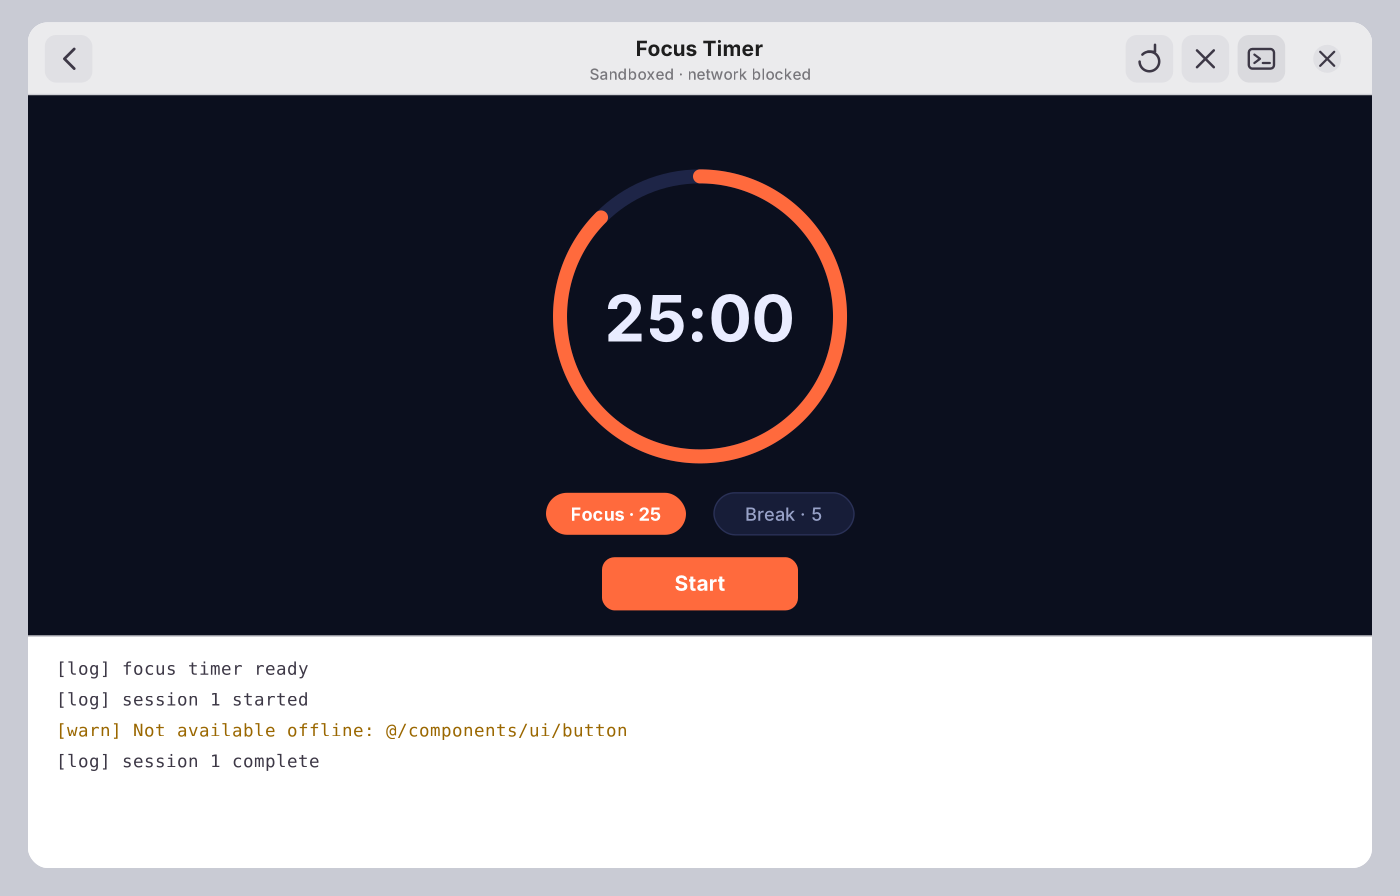 Focus Timer
Sandboxed · network blocked
25:00
Focus · 25
Break · 5
Start
[log] focus timer ready
[log] session 1 started
[warn] Not available offline: @/components/ui/button
[log] session 1 complete